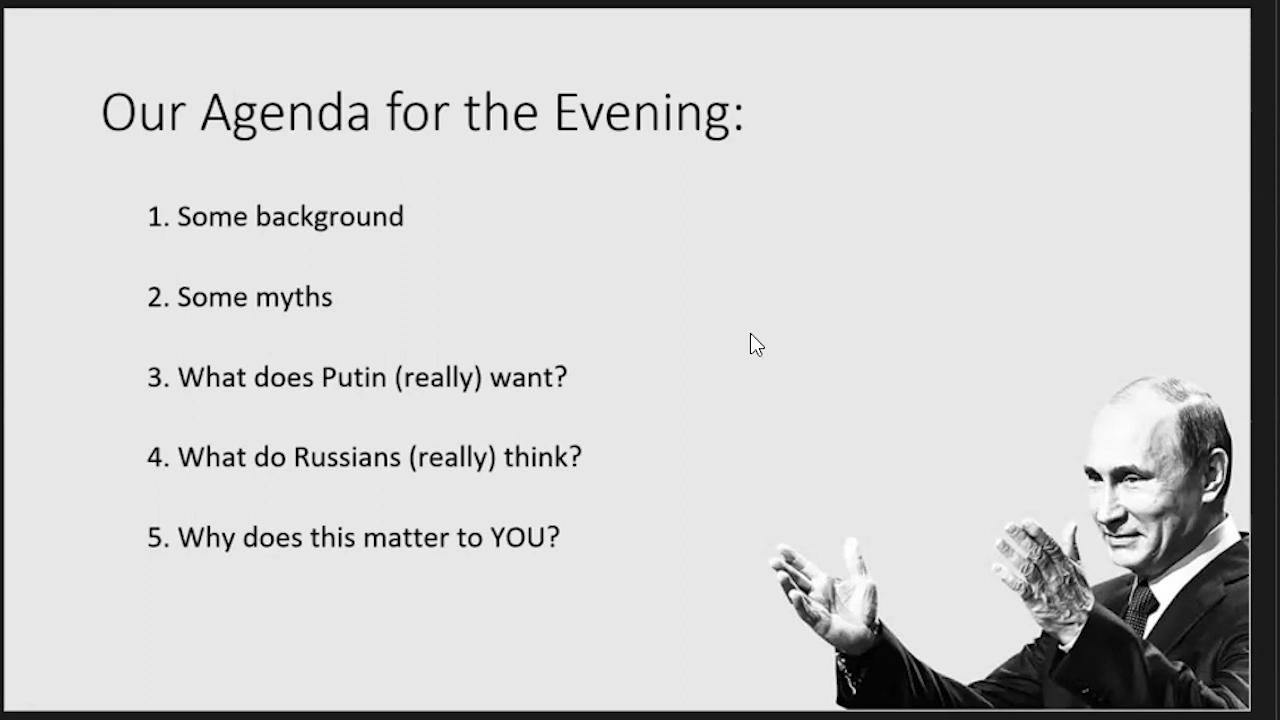 Our Agenda for the Evening:
1. Some background
2. Some myths
3. What does Putin (really) want?
4. What do Russians (really) think?
5. Why does this matter to YOU?